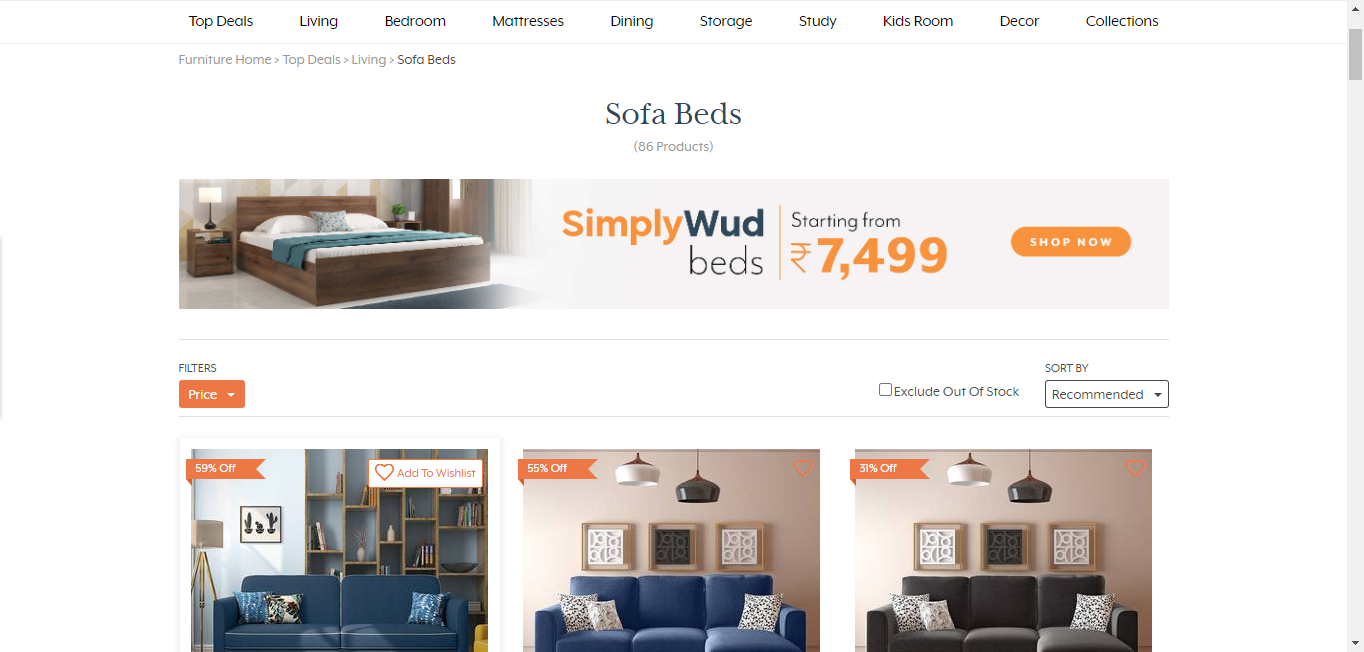 Top Deals Living Bedroom Mattresses Dining Storage Study Kids Room Decor Collections
Furniture Home > Top Deals > Living > Sofa Beds
Sofa Beds
(86 Products)
SimplyWud
beds
Starting from
₹7,499
SHOP NOW
FILTERS
Price
Exclude Out Of Stock
SORT BY
Recommended
59% Off
Add To Wishlist
55% Off
31% Off